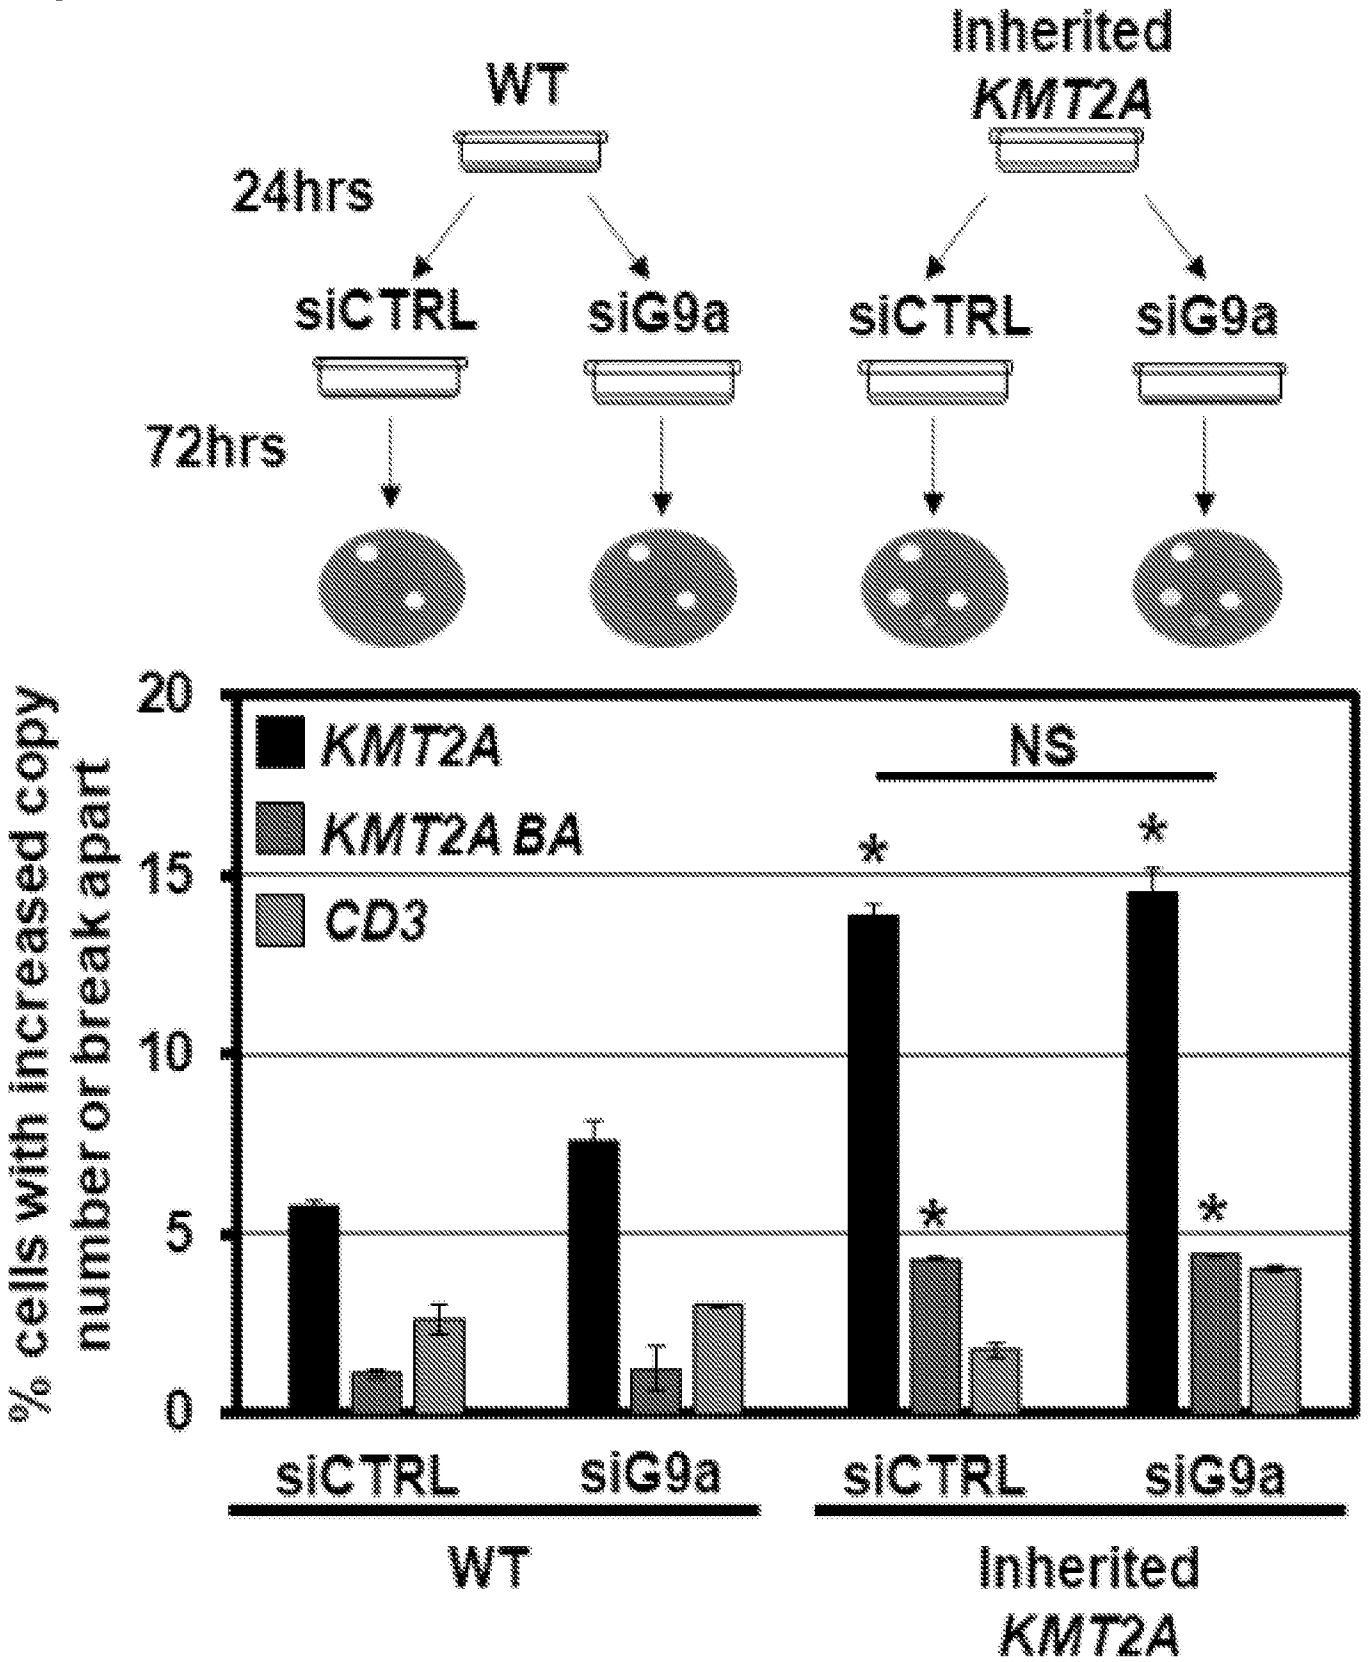 WT
Inherited
KMT2A
24hrs
siCTRL siG9a siCTRL siG9a
72hrs
% cells with increased copy
number or break apart
20
15
10
5
0
KMT2A
KMT2A BA
CD3
NS
*
*
*
*
siCTRL siG9a siCTRL siG9a
WT
Inherited
KMT2A